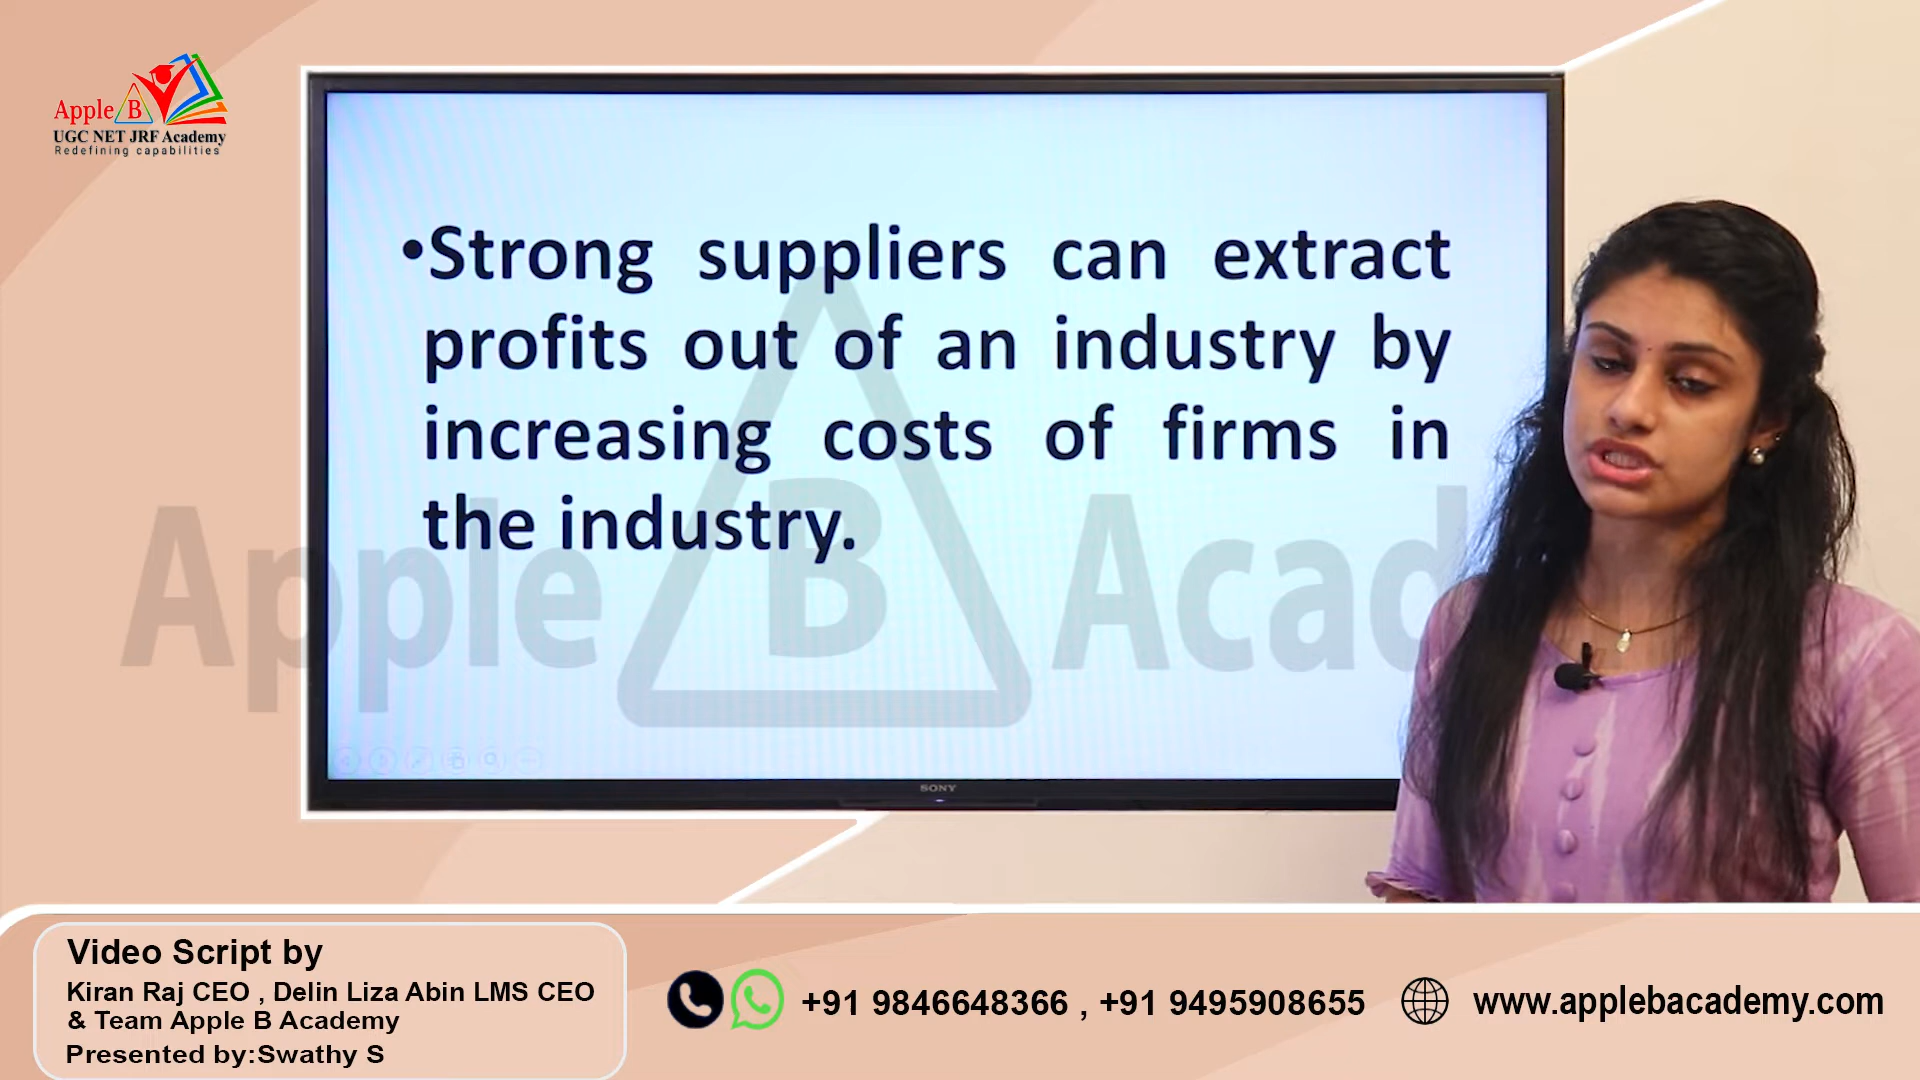 Apple B
UGC NET JRF Academy
Redefining capabilities
•Strong suppliers can extract
profits out of an industry by
increasing costs of firms in
the industry.
Apple B Acad
SONY
Video Script by
Kiran Raj CEO , Delin Liza Abin LMS CEO
& Team Apple B Academy
Presented by:Swathy S
+91 9846648366 , +91 9495908655
www.applebacademy.com